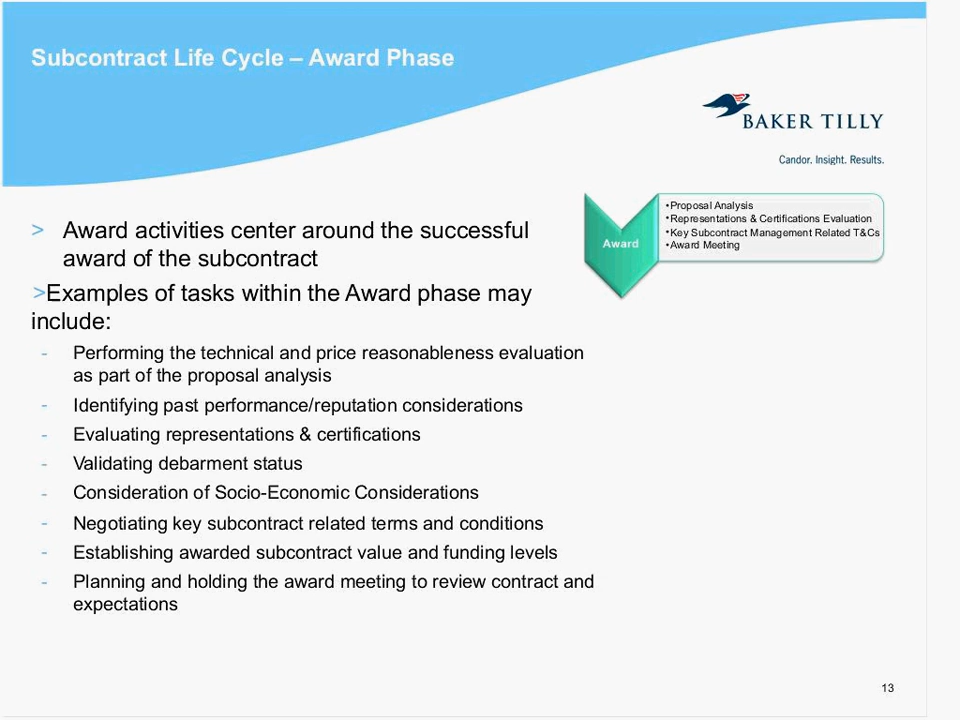 Subcontract Life Cycle – Award Phase
BAKER TILLY
Candor. Insight. Results.
Award
•Proposal Analysis
•Representations & Certifications Evaluation
•Key Subcontract Management Related T&Cs
•Award Meeting
> Award activities center around the successful
award of the subcontract
>Examples of tasks within the Award phase may
include:
- Performing the technical and price reasonableness evaluation
as part of the proposal analysis
- Identifying past performance/reputation considerations
- Evaluating representations & certifications
- Validating debarment status
- Consideration of Socio-Economic Considerations
- Negotiating key subcontract related terms and conditions
- Establishing awarded subcontract value and funding levels
- Planning and holding the award meeting to review contract and
expectations
13